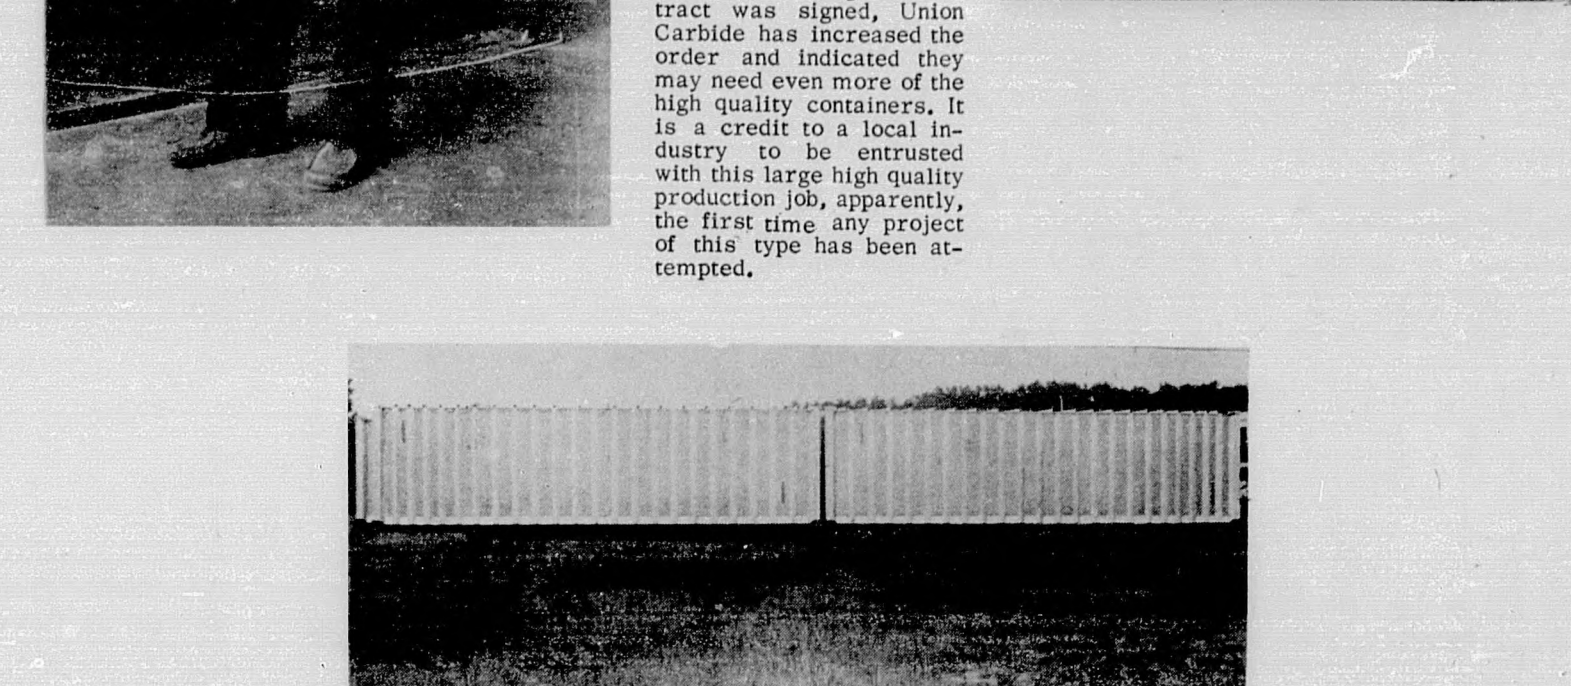 tract was signed, Union
Carbide has increased the
order and indicated they
may need even more of the
high quality containers. It
is a credit to a local in-
dustry to be entrusted
with this large high quality
production job, apparently,
the first time any project
of this type has been at-
tempted.